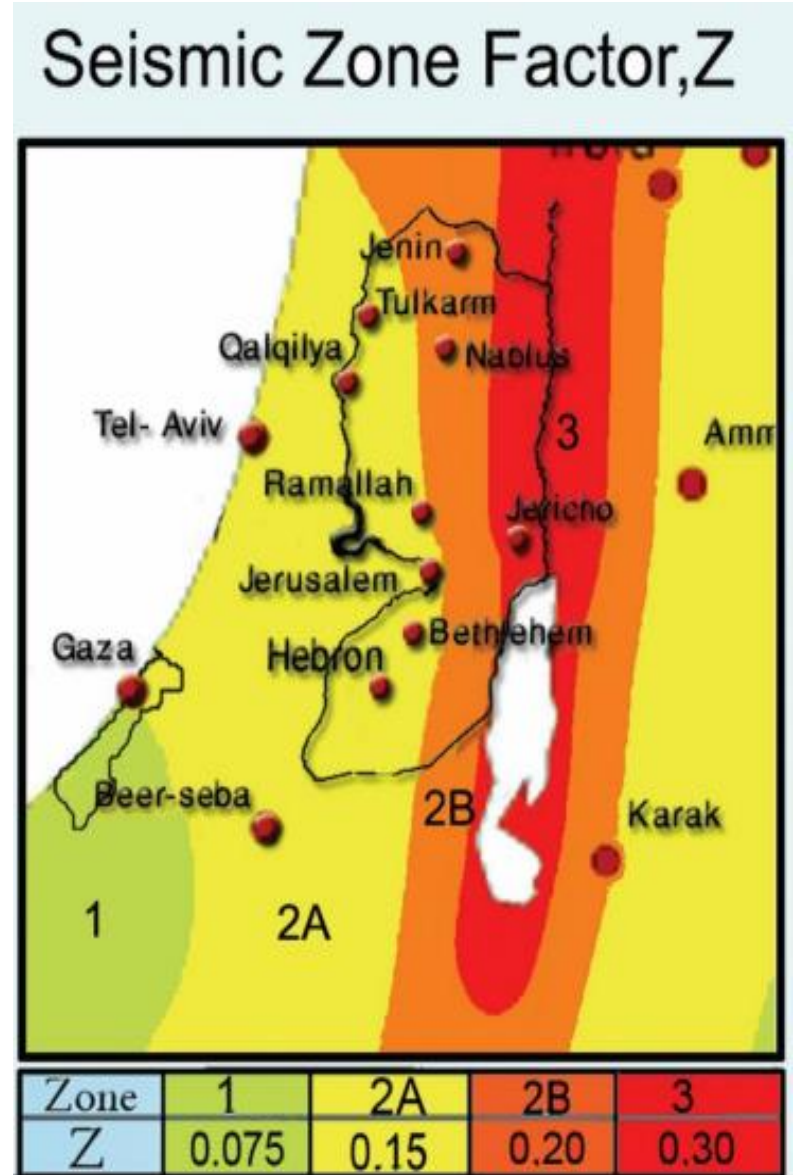 Seismic Zone Factor,Z
Jenin
Tulkarm
Qalqilya
Nablus
Tel- Aviv
3
Amm
Ramallah
Jericho
Jerusalem
Gaza
Bethlehem
Hebron
Beer-seba
2B
Karak
1
2A
Zone 1 2A 2B 3
Z 0.075 0.15 0.20 0.30